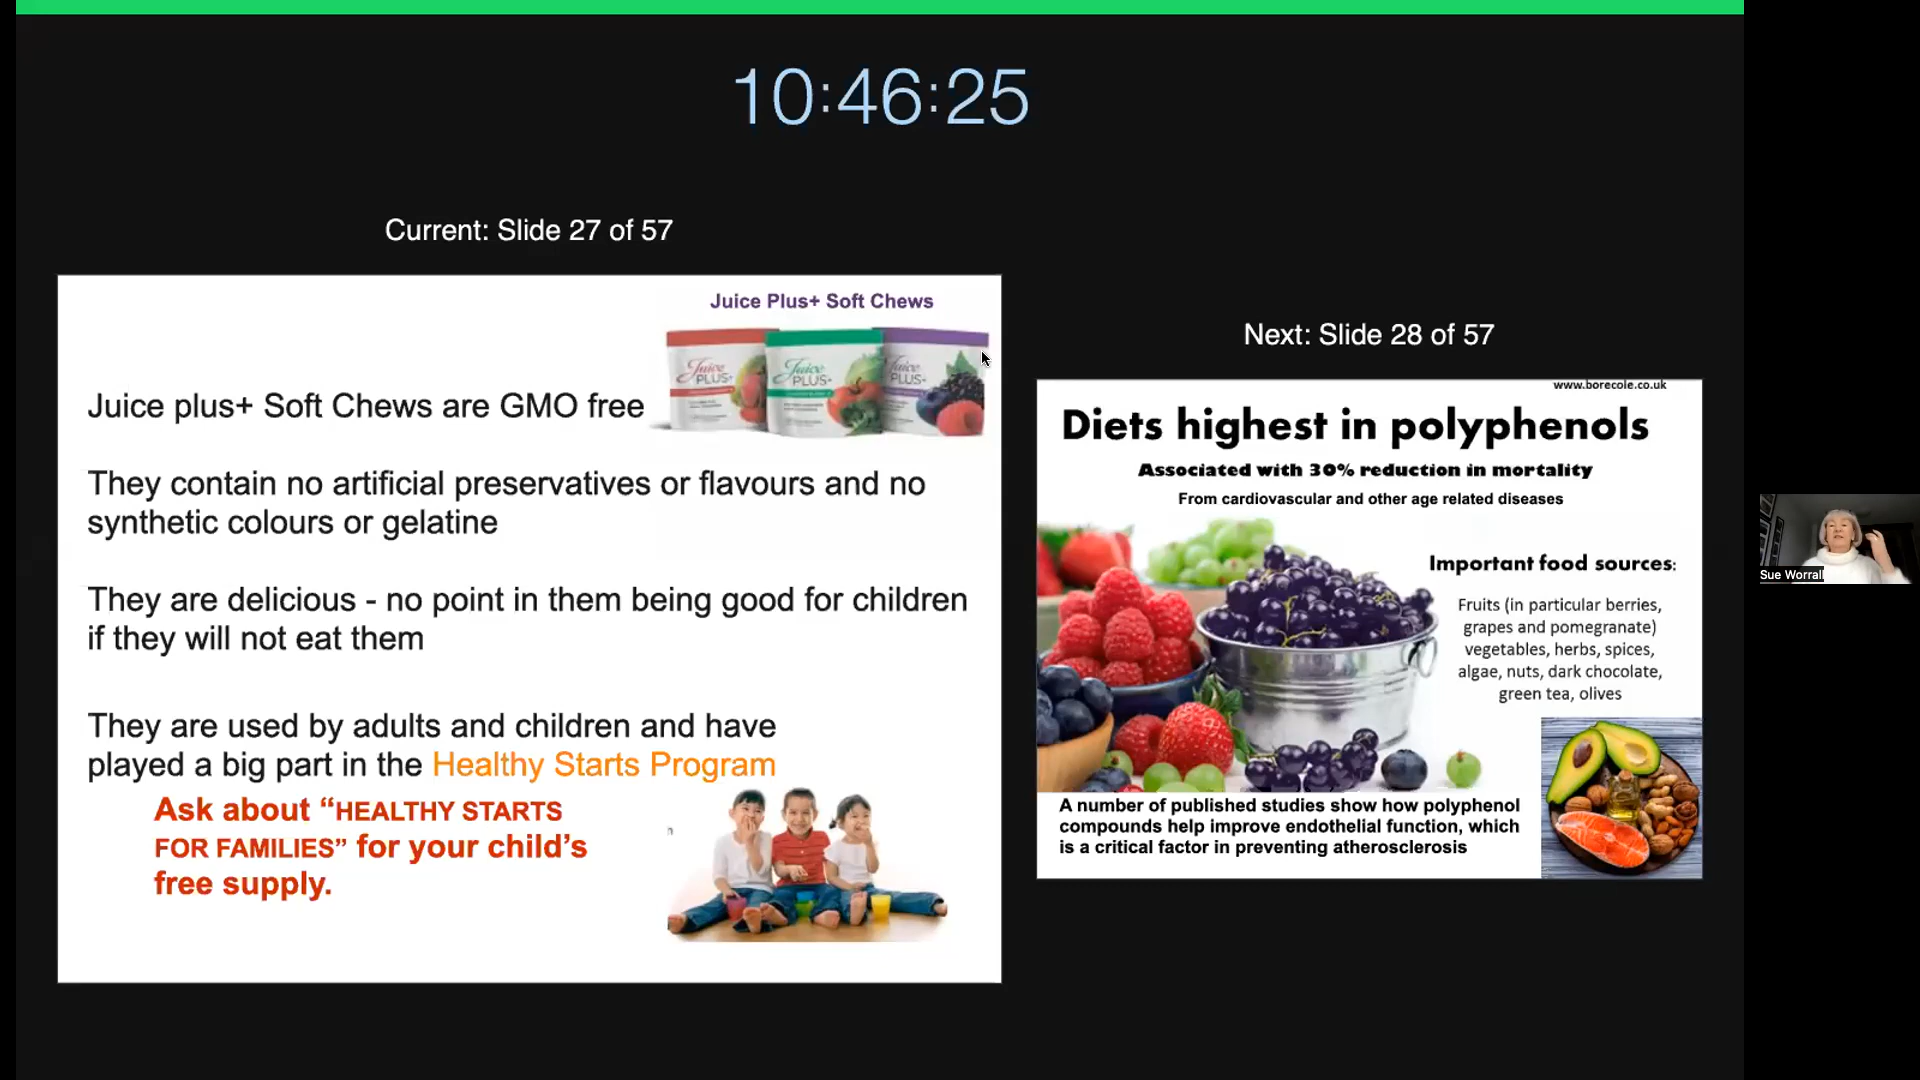 10:46:25
Current: Slide 27 of 57
Juice Plus+ Soft Chews
Juice PLUS+
Juice PLUS+
Juice PLUS+
Juice plus+ Soft Chews are GMO free
They contain no artificial preservatives or flavours and no
synthetic colours or gelatine
They are delicious - no point in them being good for children
if they will not eat them
They are used by adults and children and have
played a big part in the Healthy Starts Program
Ask about “HEALTHY STARTS
FOR FAMILIES” for your child’s
free supply.
n
Next: Slide 28 of 57
www.borecole.co.uk
Diets highest in polyphenols
Associated with 30% reduction in mortality
From cardiovascular and other age related diseases
Important food sources:
Fruits (in particular berries,
grapes and pomegranate)
vegetables, herbs, spices,
algae, nuts, dark chocolate,
green tea, olives
A number of published studies show how polyphenol
compounds help improve endothelial function, which
is a critical factor in preventing atherosclerosis
Sue Worrall